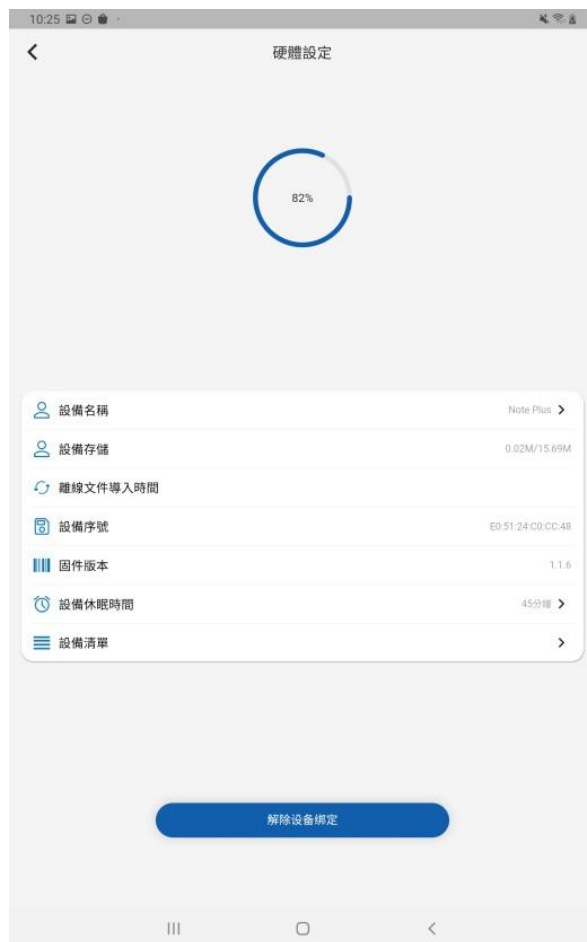 10:25
硬體設定
82%
設備名稱 Note Plus
設備存儲 0.02M/15.69M
離線文件導入時間
設備序號 E0:51:24:C0:CC:48
固件版本 1.1.6
設備休眠時間 45分鐘
設備清單
解除设备绑定